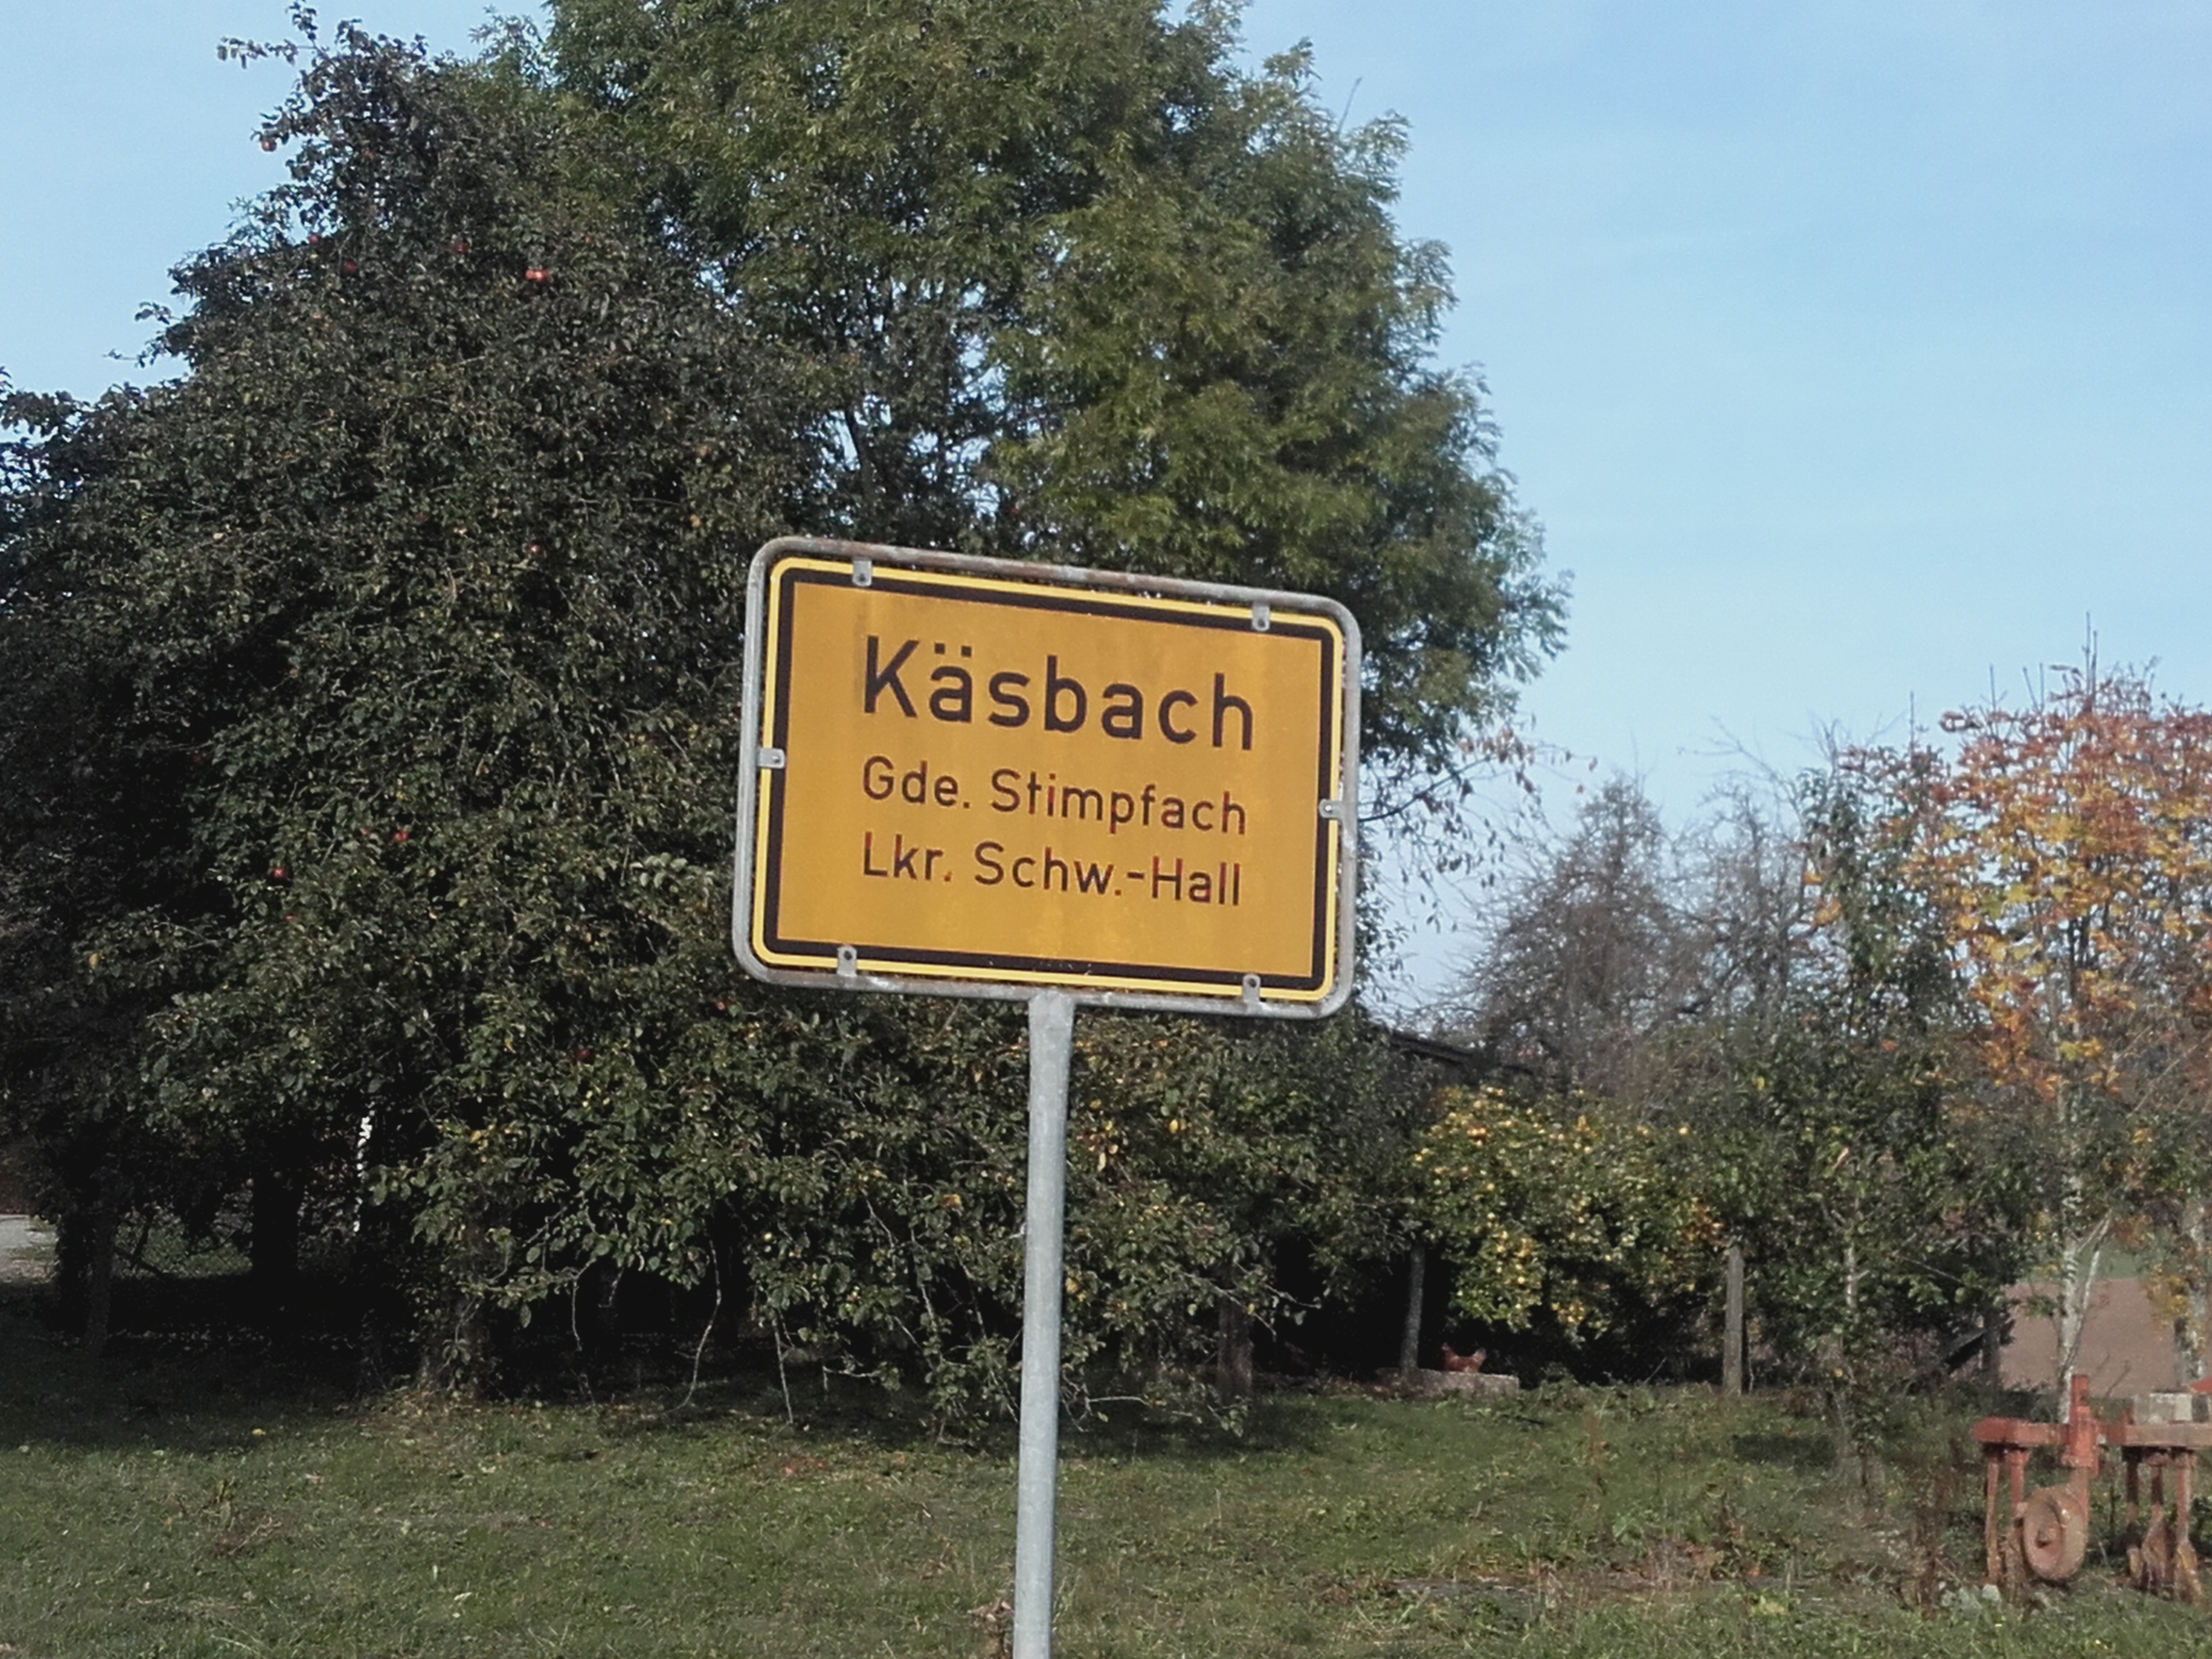 Käsbach
Gde. Stimpfach
Lkr. Schw.-Hall